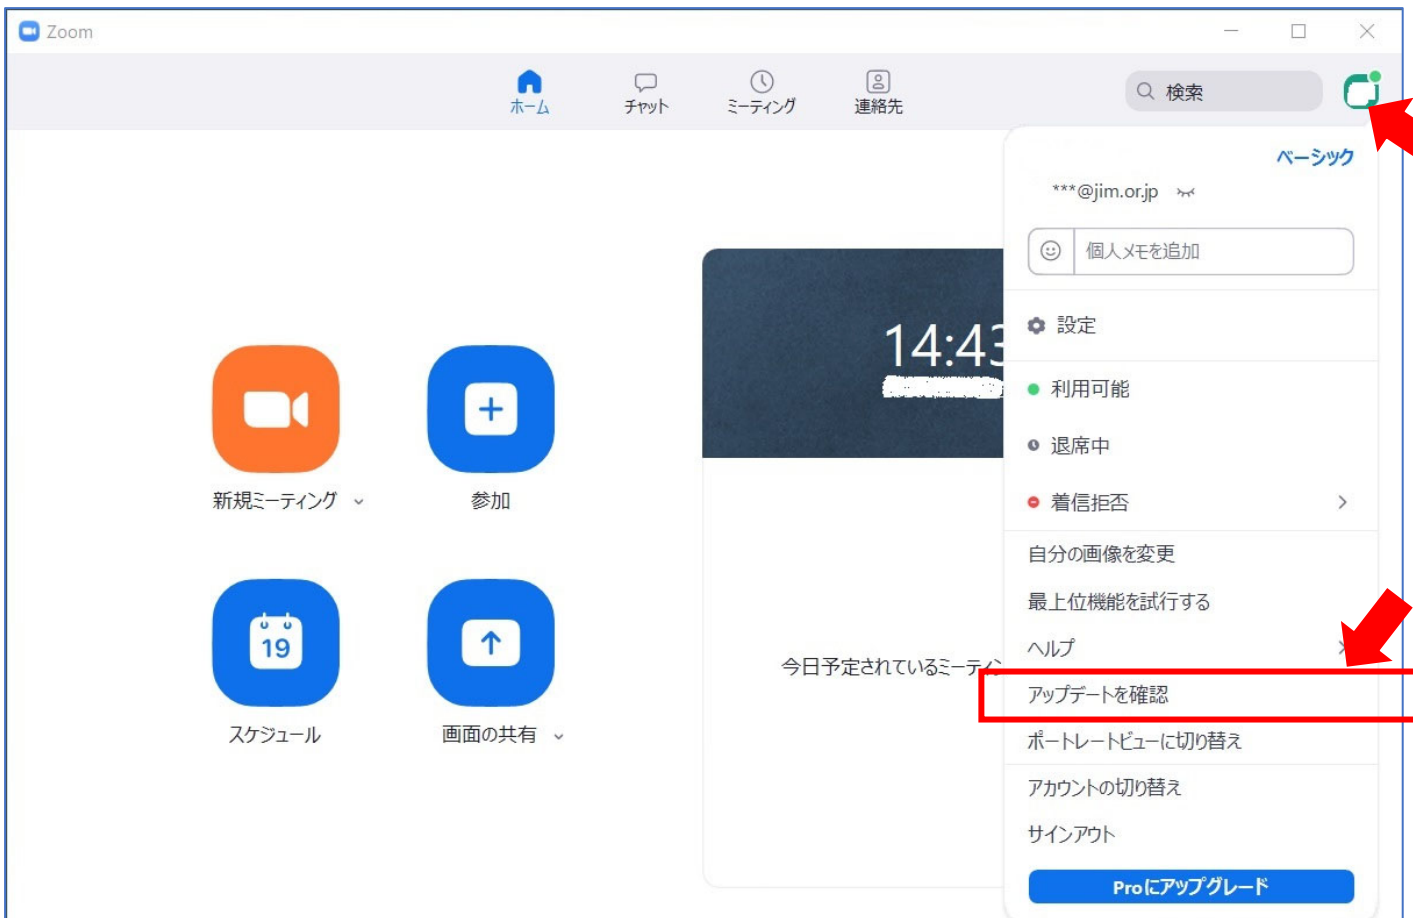 Zoom
ホーム
チャット
ミーティング
連絡先
検索
ベーシック
***@jim.or.jp
個人メモを追加
設定
14:43
利用可能
退席中
着信拒否
新規ミーティング
参加
自分の画像を変更
最上位機能を試行する
19
ヘルプ
今日予定されているミーティン
アップデートを確認
スケジュール
画面の共有
ポートレートビューに切り替え
アカウントの切り替え
サインアウト
Proにアップグレード